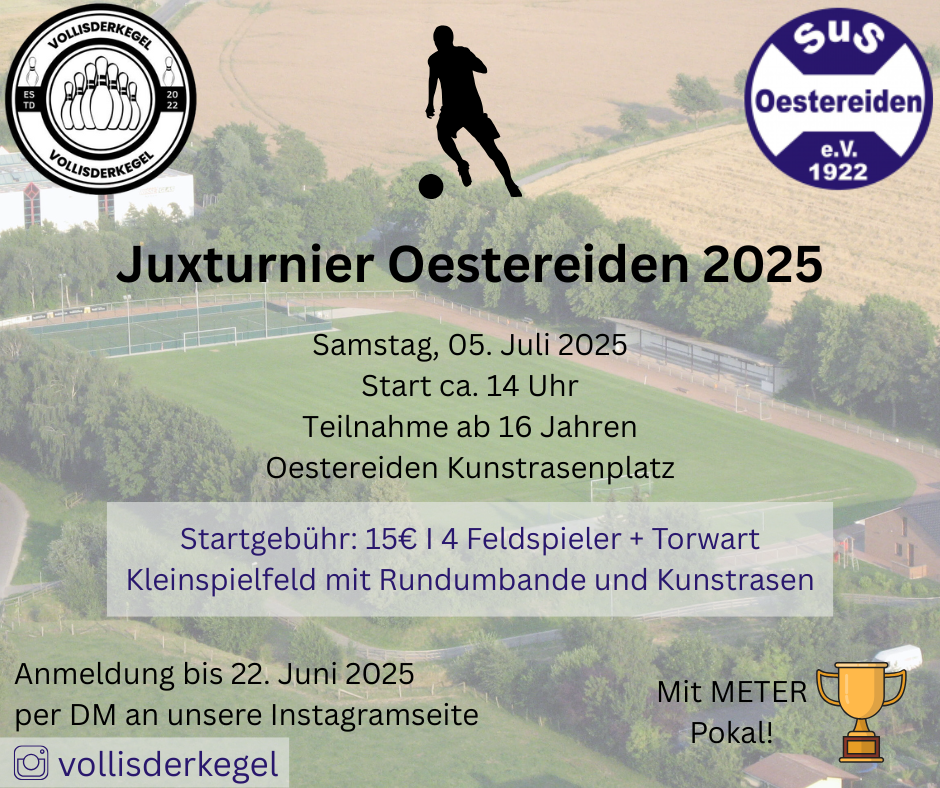 VOLLISDERKEGEL
ES
TD
20
22
VOLLISDERKEGEL
SuS
Oestereiden
e.V.
1922
Juxturnier Oestereiden 2025
Samstag, 05. Juli 2025
Start ca. 14 Uhr
Teilnahme ab 16 Jahren
Oestereiden Kunstrasenplatz
Startgebühr: 15€ I 4 Feldspieler + Torwart
Kleinspielfeld mit Rundumbande und Kunstrasen
Anmeldung bis 22. Juni 2025
per DM an unsere Instagramseite
vollisderkegel
Mit METER
Pokal!